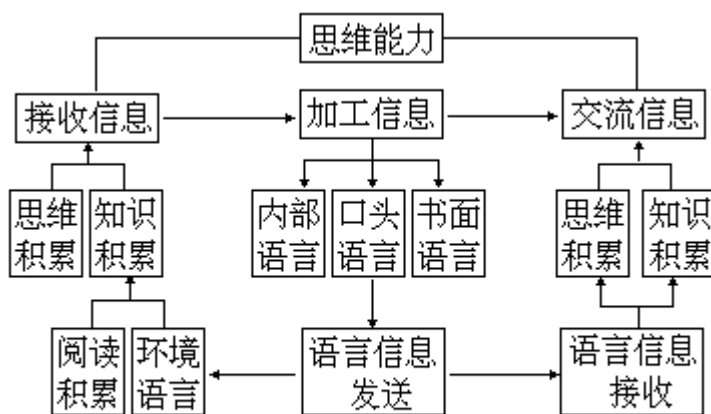 思维能力
接收信息
加工信息
交流信息
思维
积累
知识
积累
内部
语言
口头
语言
书面
语言
思维
积累
知识
积累
阅读
积累
环境
语言
语言信息
发送
语言信息
接收